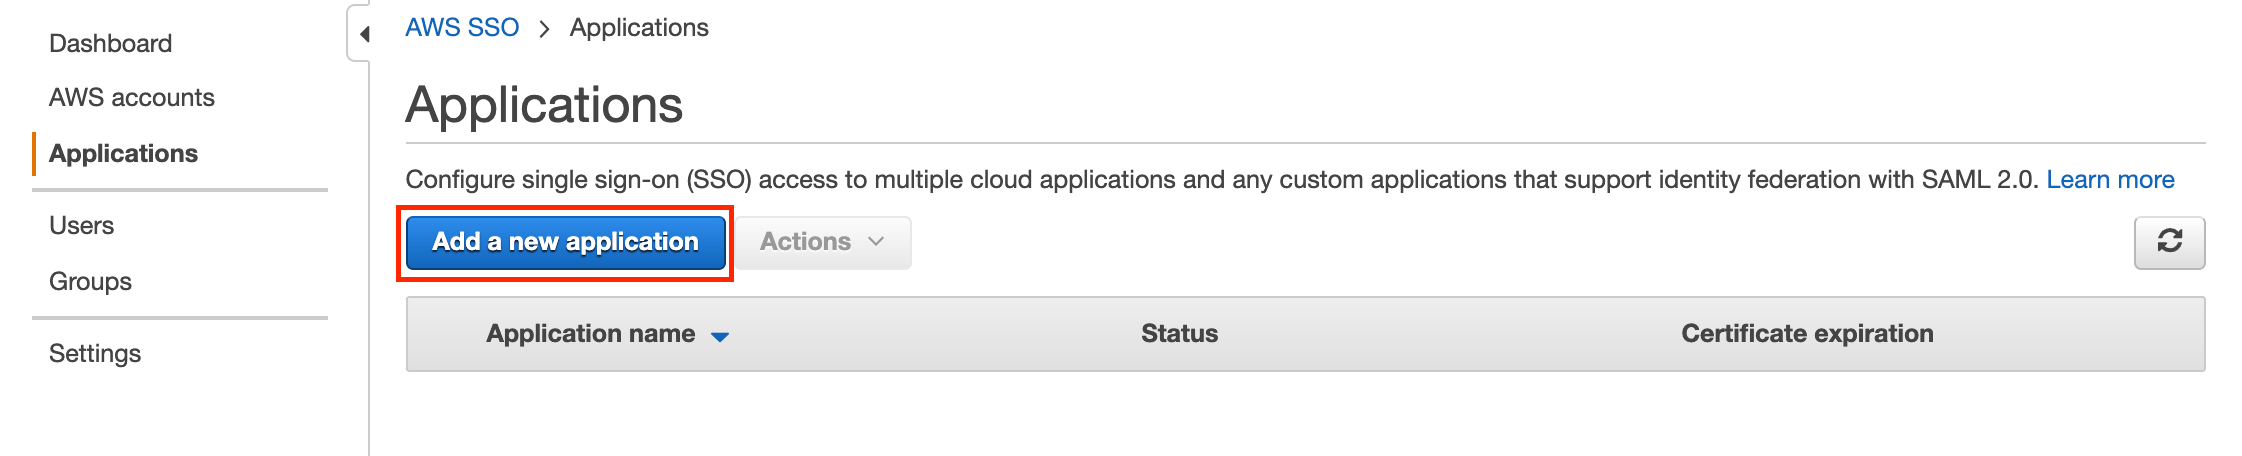 Dashboard
AWS accounts
Applications
Users
Groups
Settings
AWS SSO > Applications
Applications
Configure single sign-on (SSO) access to multiple cloud applications and any custom applications that support identity federation with SAML 2.0. Learn more
Add a new application Actions
Application name Status Certificate expiration